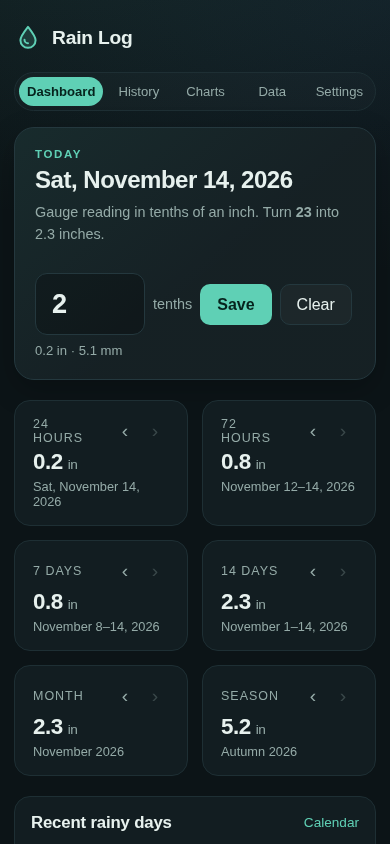 Rain Log
Dashboard History Charts Data Settings
TODAY
Sat, November 14, 2026
Gauge reading in tenths of an inch. Turn 23 into
2.3 inches.
2 tenths Save Clear
0.2 in · 5.1 mm
24
HOURS
‹ ›
0.2 in
Sat, November 14,
2026
72
HOURS
‹ ›
0.8 in
November 12–14, 2026
7 DAYS ‹ ›
0.8 in
November 8–14, 2026
14 DAYS ‹ ›
2.3 in
November 1–14, 2026
MONTH ‹ ›
2.3 in
November 2026
SEASON ‹ ›
5.2 in
Autumn 2026
Recent rainy days Calendar